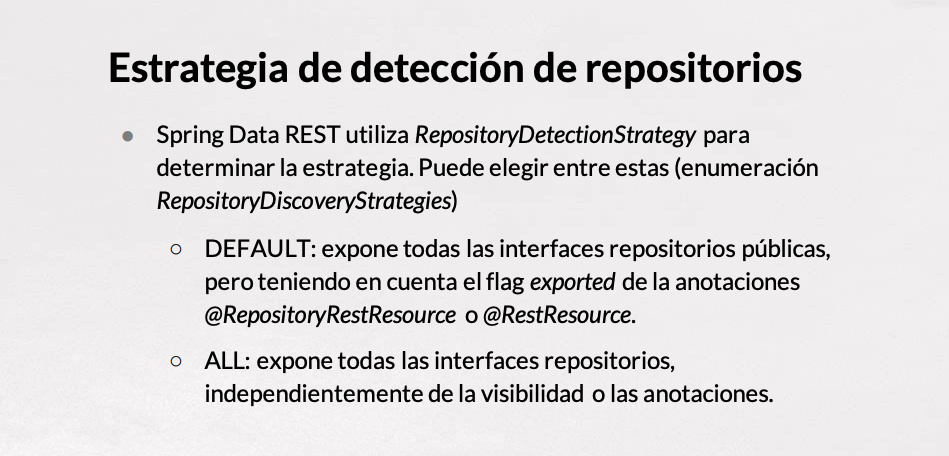 Estrategia de detección de repositorios
● Spring Data REST utiliza RepositoryDetectionStrategy para
determinar la estrategia. Puede elegir entre estas (enumeración
RepositoryDiscoveryStrategies)
○ DEFAULT: expone todas las interfaces repositorios públicas,
pero teniendo en cuenta el flag exported de la anotaciones
@RepositoryRestResource o @RestResource.
○ ALL: expone todas las interfaces repositorios,
independientemente de la visibilidad o las anotaciones.